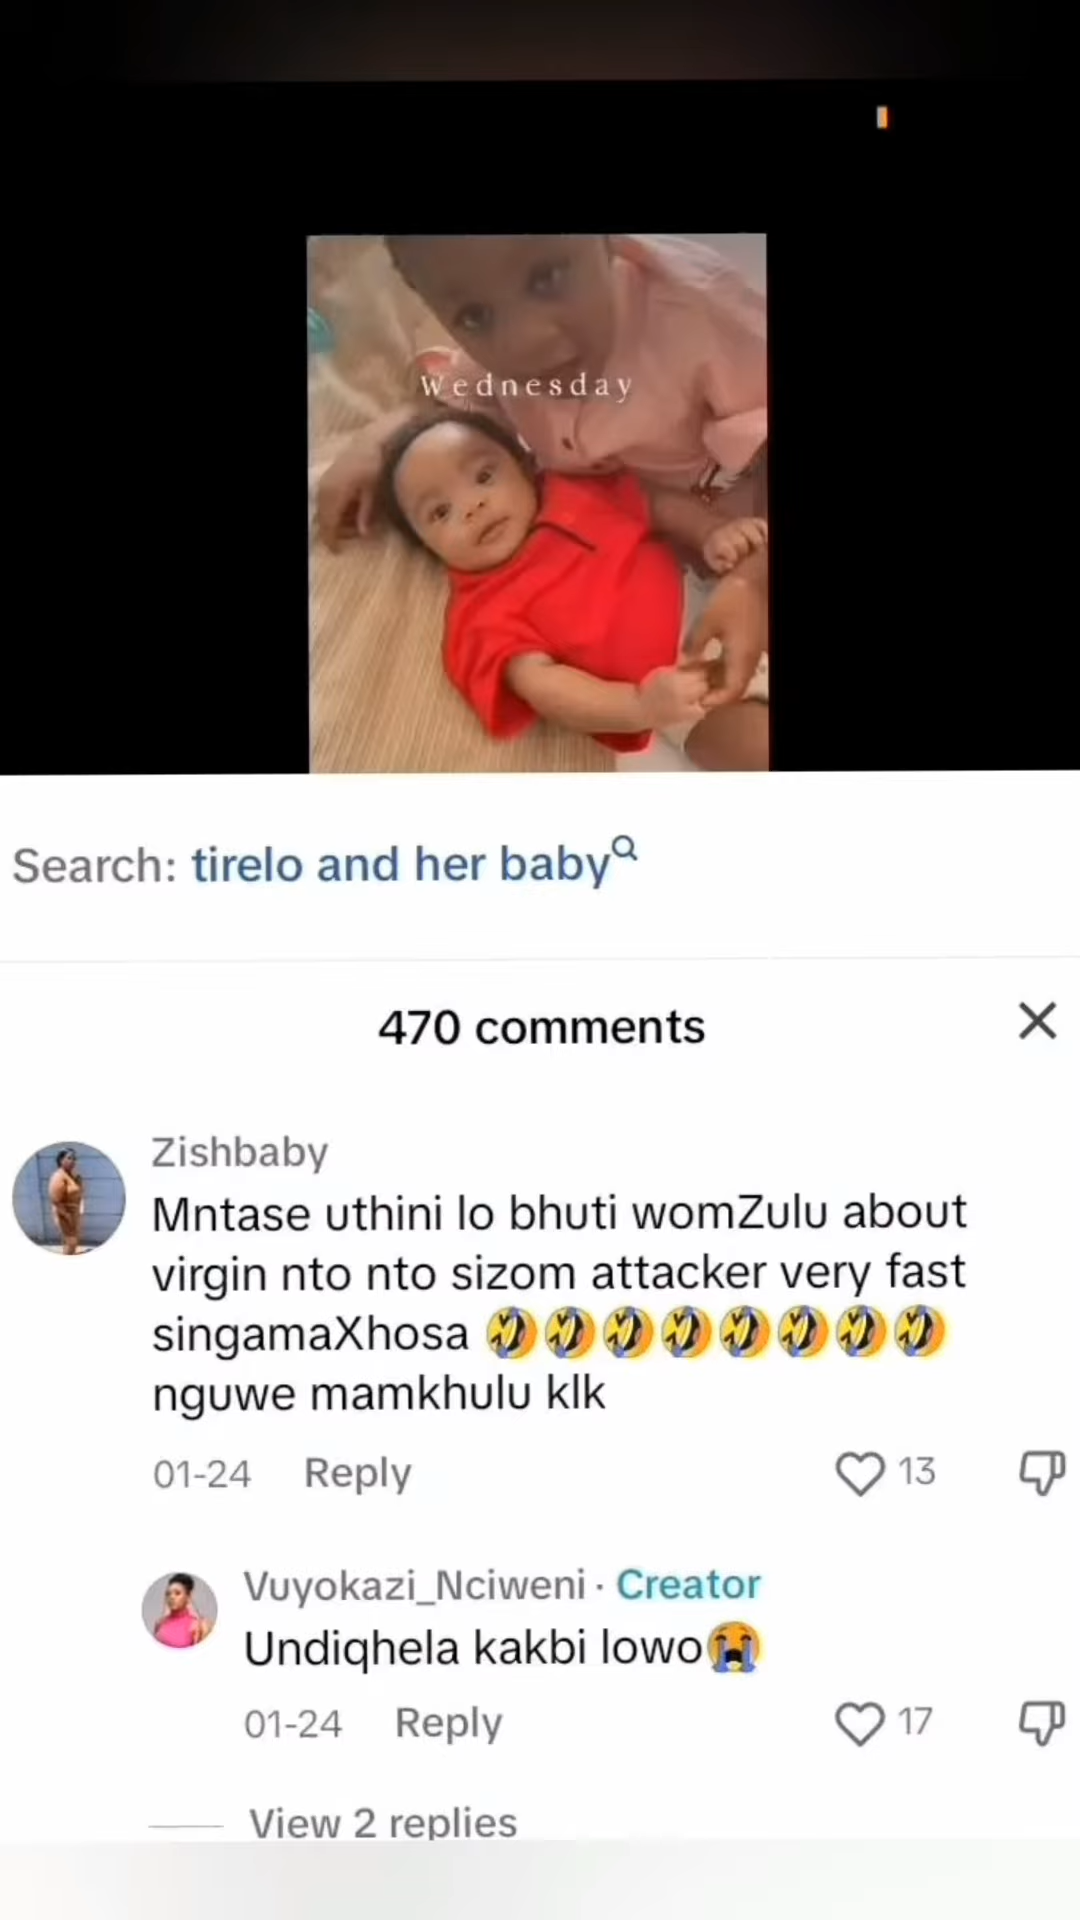 Wednesday
Search: tirelo and her baby
470 comments
Zishbaby
Mntase uthini lo bhuti womZulu about
virgin nto nto sizom attacker very fast
singamaXhosa 🤣🤣🤣🤣🤣🤣🤣🤣
nguwe mamkhulu klk
01-24 Reply 13
Vuyokazi_Nciweni · Creator
Undiqhela kakbi lowo😭
01-24 Reply 17
View 2 replies